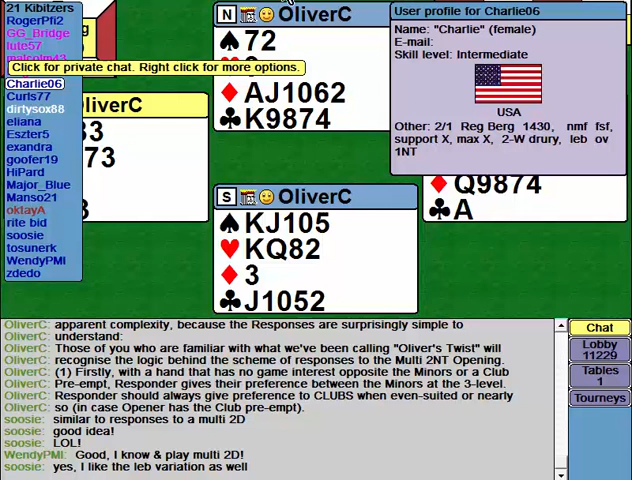 21 Kibitzers
RogerPfi2
GG_Bridge
lute57
malcolm43
Click for private chat. Right click for more options.
Charlie06
Curls77
dirtysox88
eliana
Eszter5
exandra
goofer19
HiPard
Major_Blue
Manso21
oktayA
rite bid
soosie
tosunerk
WendyPMI
zdedo
liverC
33
73
3
N OliverC
♠ 72
♦ AJ1062
♣ K9874
User profile for Charlie06
Name: "Charlie" (female)
E-mail:
Skill level: Intermediate
USA
Other: 2/1 Reg Berg 1430, nmf fsf,
support X, max X, 2-W drury, leb ov
1NT
♦ Q9874
♣ A
S OliverC
♠ KJ105
♥ KQ82
♦ 3
♣ J1052
OliverC: apparent complexity, because the Responses are surprisingly simple to
OliverC: understand:
OliverC: Those of you who are familiar with what we've been calling "Oliver's Twist" will
OliverC: recognise the logic behind the scheme of responses to the Multi 2NT Opening.
OliverC: (1) Firstly, with a hand that has no game interest opposite the Minors or a Club
OliverC: Pre-empt, Responder gives their preference between the Minors at the 3-level.
OliverC: Responder should always give preference to CLUBS when even-suited or nearly
OliverC: so (in case Opener has the Club pre-empt).
soosie: similar to responses to a multi 2D
soosie: good idea!
soosie: LOL!
WendyPMI: Good, I know & play multi 2D!
soosie: yes, I like the leb variation as well
Chat
Lobby
11229
Tables
1
Tourneys